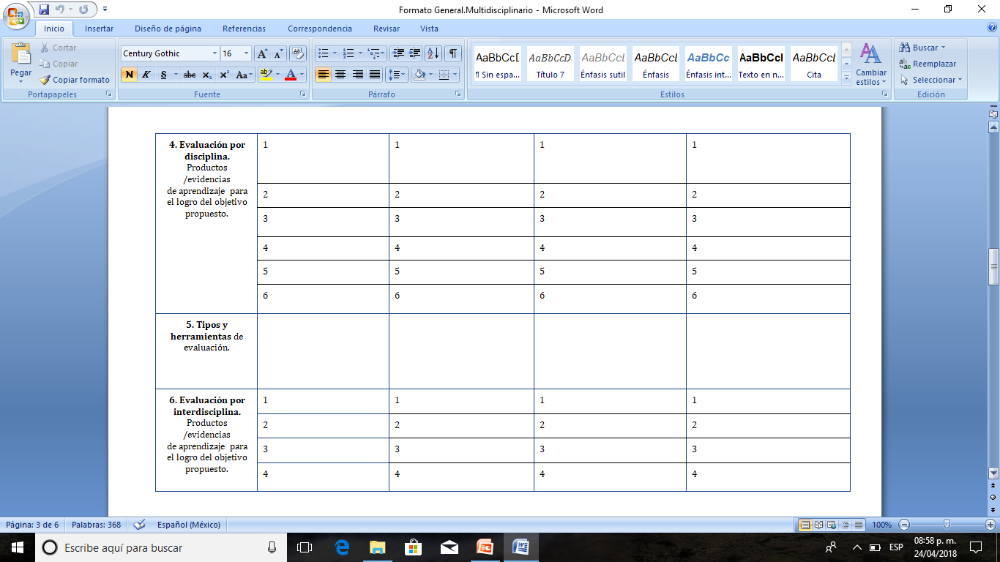 Formato General.Multidisciplinario - Microsoft Word
Inicio Insertar Diseño de página Referencias Correspondencia Revisar Vista
Pegar
Cortar
Copiar
Copiar formato
Portapapeles
Century Gothic 16
N K S abc x₂ x² Aa
Fuente
Párrafo
AaBbCcD AaBbCcD AaBbCcL AaBbCcL AaBbCc AaBbCcI AaBbCcL
¶ Sin espa... Título 7 Énfasis sutil Énfasis Énfasis int... Texto en n... Cita
Cambiar
estilos
Estilos
Buscar
Reemplazar
Seleccionar
Edición
4. Evaluación por
disciplina.
Productos
/evidencias
de aprendizaje para
el logro del objetivo
propuesto.
1 1 1 1
2 2 2 2
3 3 3 3
4 4 4 4
5 5 5 5
6 6 6 6
5. Tipos y
herramientas de
evaluación.
6. Evaluación por
interdisciplina.
Productos
/evidencias
de aprendizaje para
el logro del objetivo
propuesto.
1 1 1 1
2 2 2 2
3 3 3 3
4 4 4 4
Página: 3 de 6 Palabras: 368 Español (México) 100%
Escribe aquí para buscar
ESP
08:58 p. m.
24/04/2018